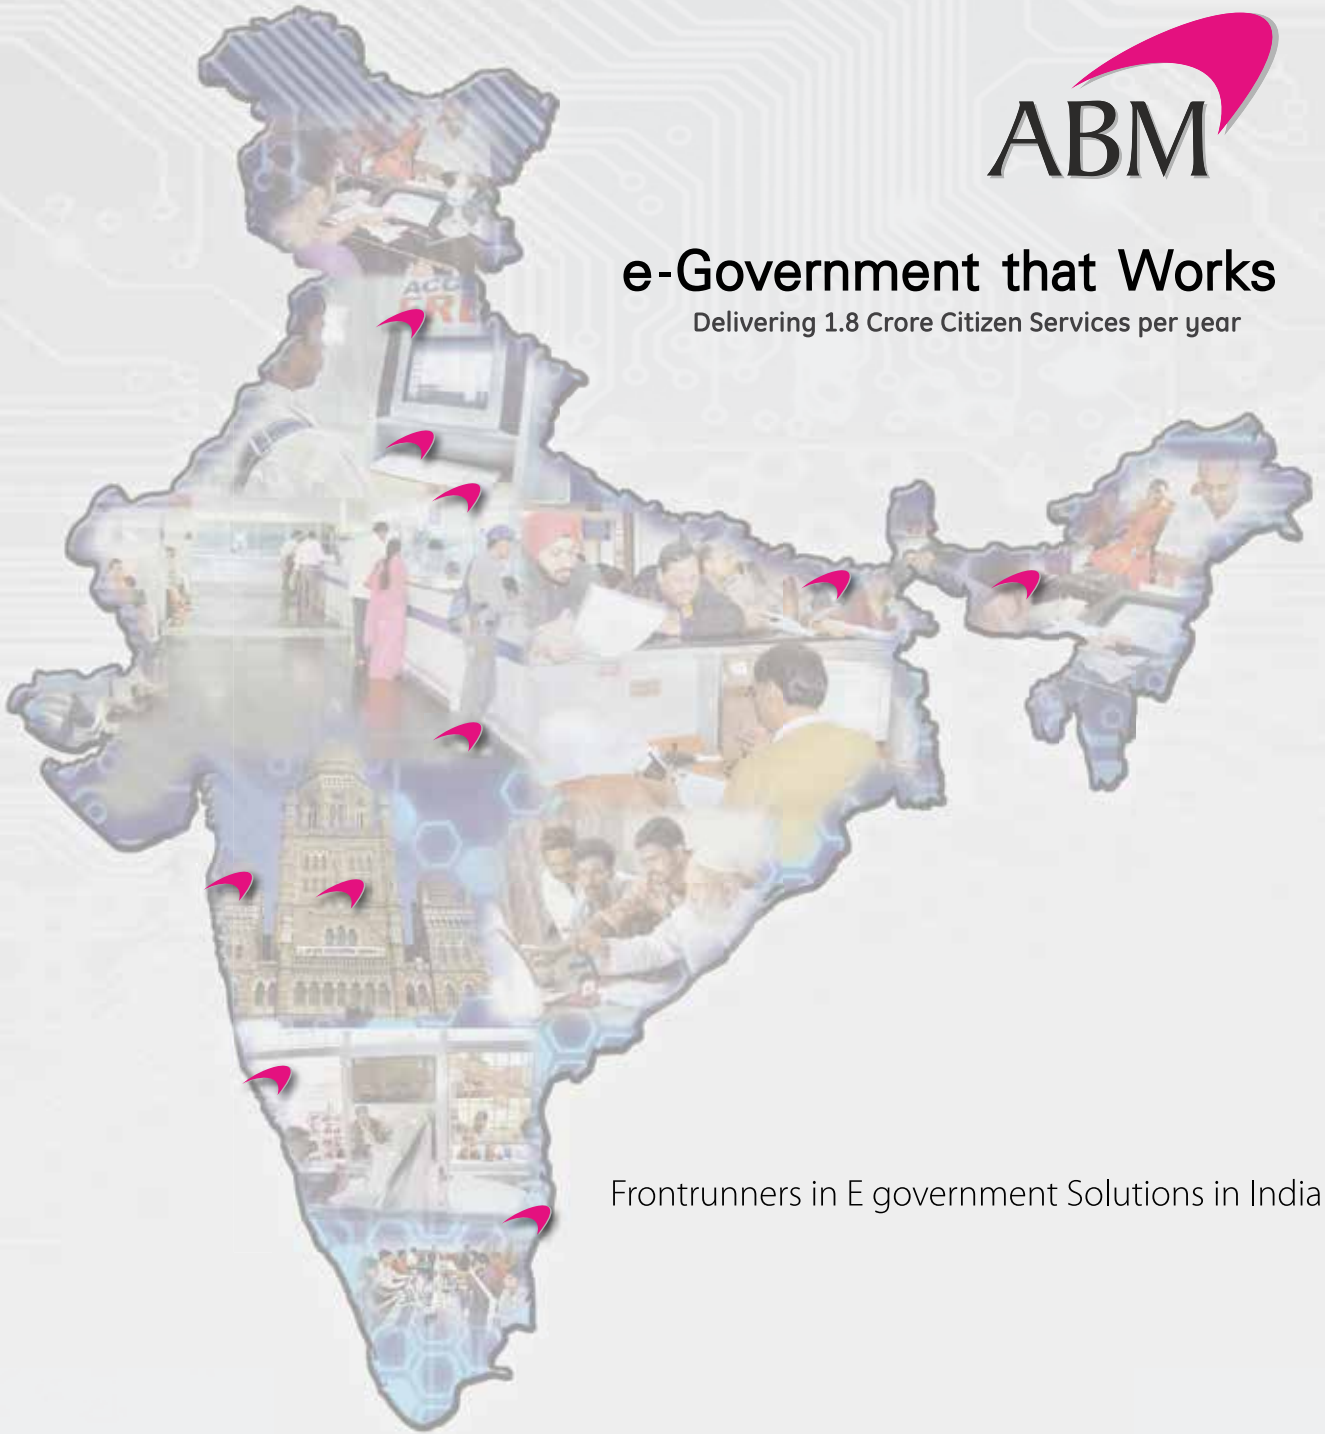 ABM
e-Government that Works
Delivering 1.8 Crore Citizen Services per year
Frontrunners in E government Solutions in India